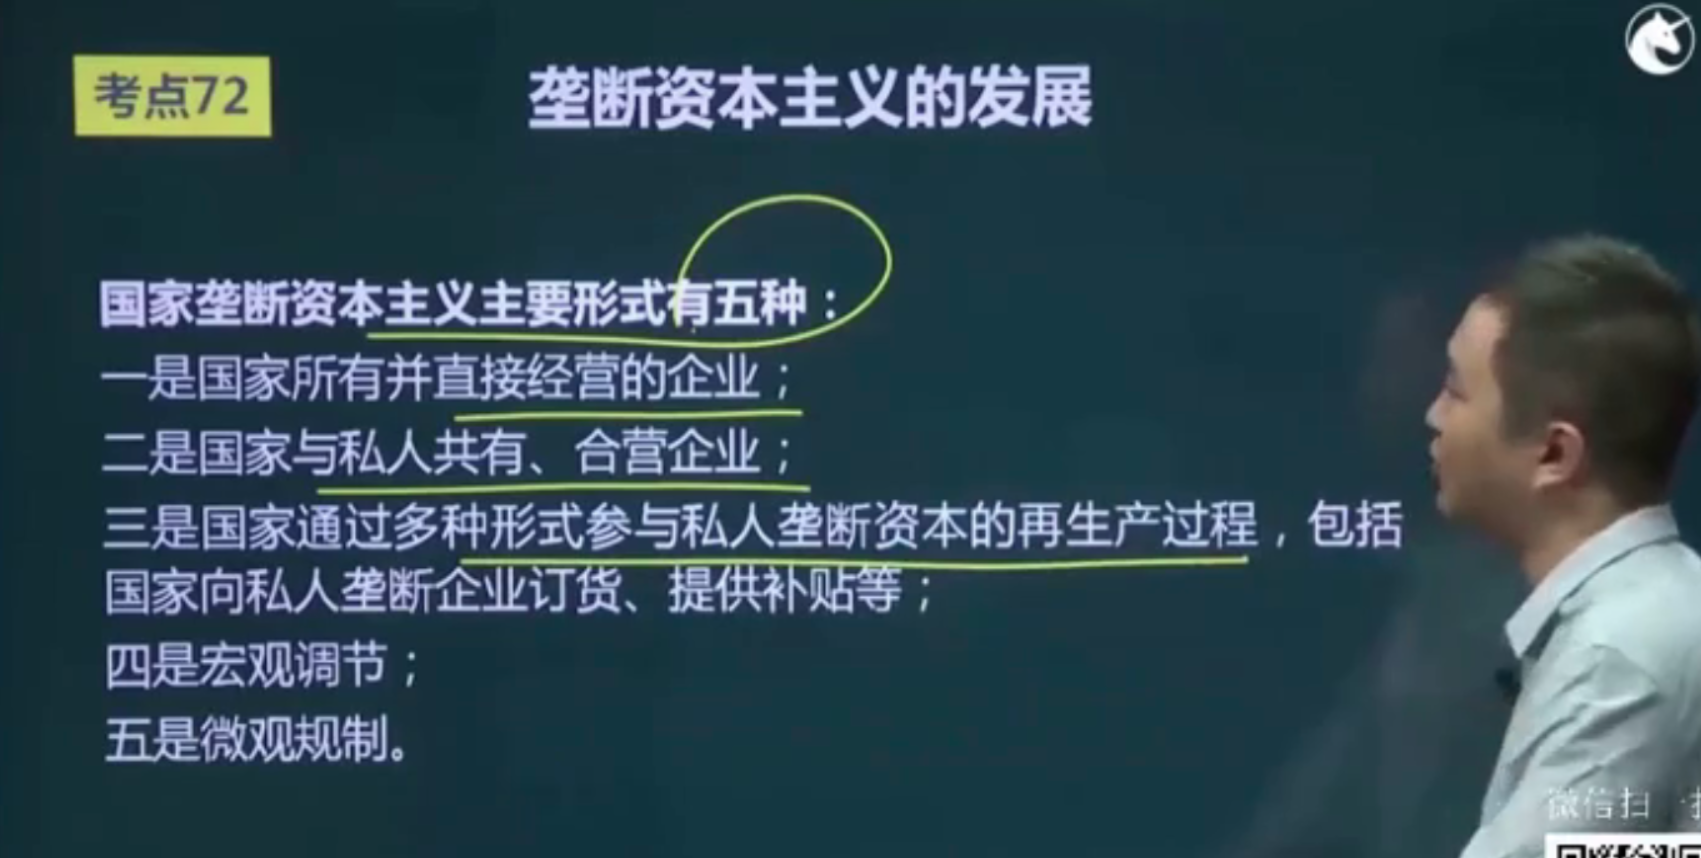 考点72
垄断资本主义的发展
国家垄断资本主义主要形式有五种：
一是国家所有并直接经营的企业；
二是国家与私人共有、合营企业；
三是国家通过多种形式参与私人垄断资本的再生产过程，包括
国家向私人垄断企业订货、提供补贴等；
四是宏观调节；
五是微观规制。
微信扫一扫